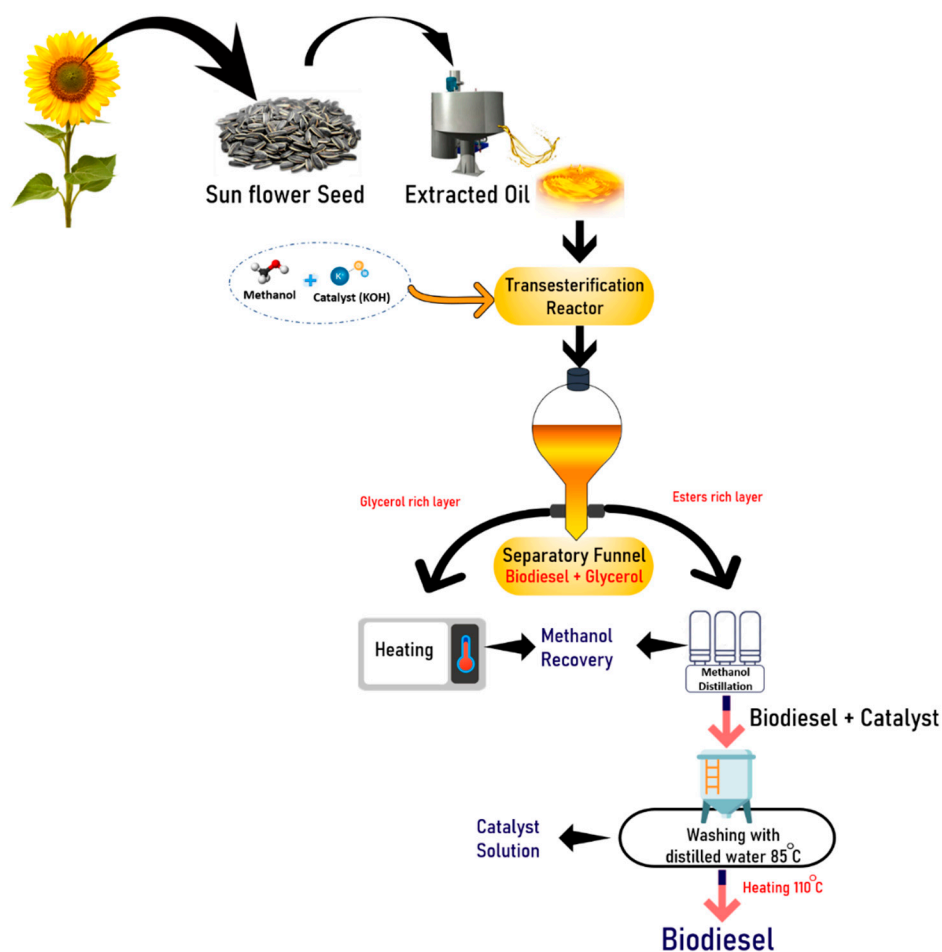 Sun flower Seed
Extracted Oil
Methanol
+
K+
Catalyst (KOH)
Transesterification
Reactor
Glycerol rich layer
Esters rich layer
Separatory Funnel
Biodiesel + Glycerol
Heating
Methanol
Recovery
Methanol
Distillation
Biodiesel + Catalyst
Catalyst
Solution
Washing with
distilled water 85°C
Heating 110°C
Biodiesel